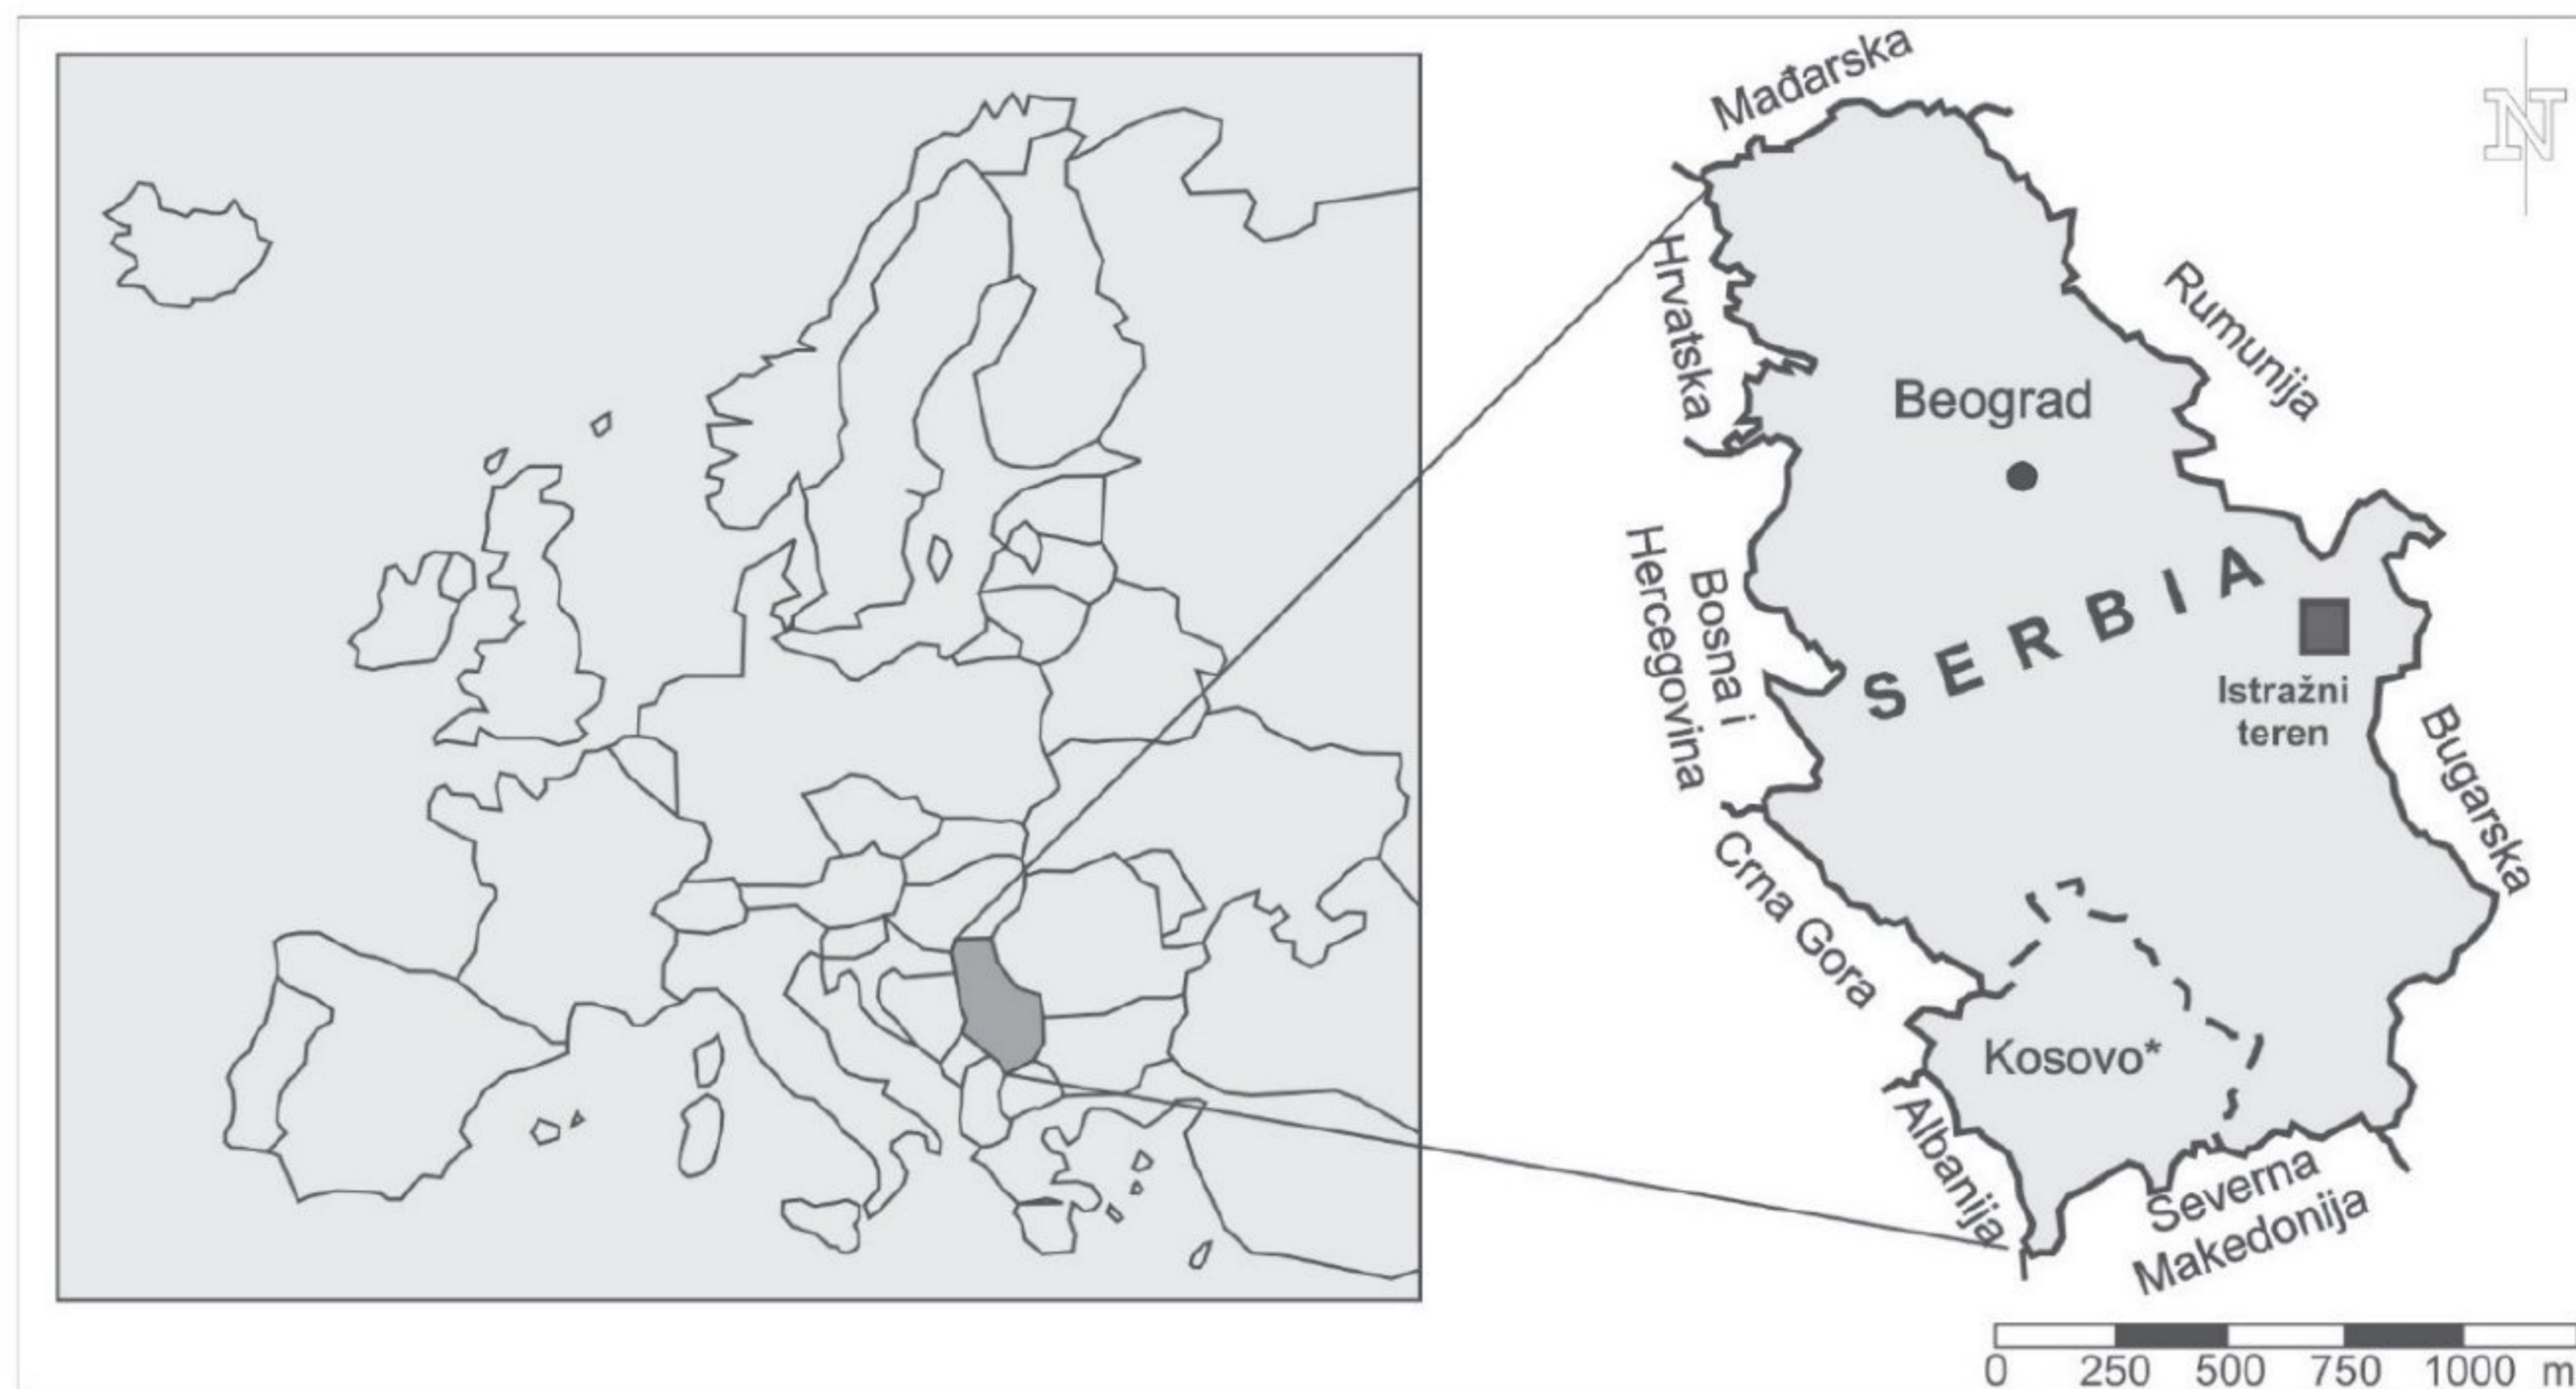 Mađarska
N
Hrvatska
Rumunija
Beograd
Bosna i
Hercegovina
SERBIA
Istražni
teren
Bugarska
Crna Gora
Kosovo*
Albanija
Severna
Makedonija
0 250 500 750 1000 m